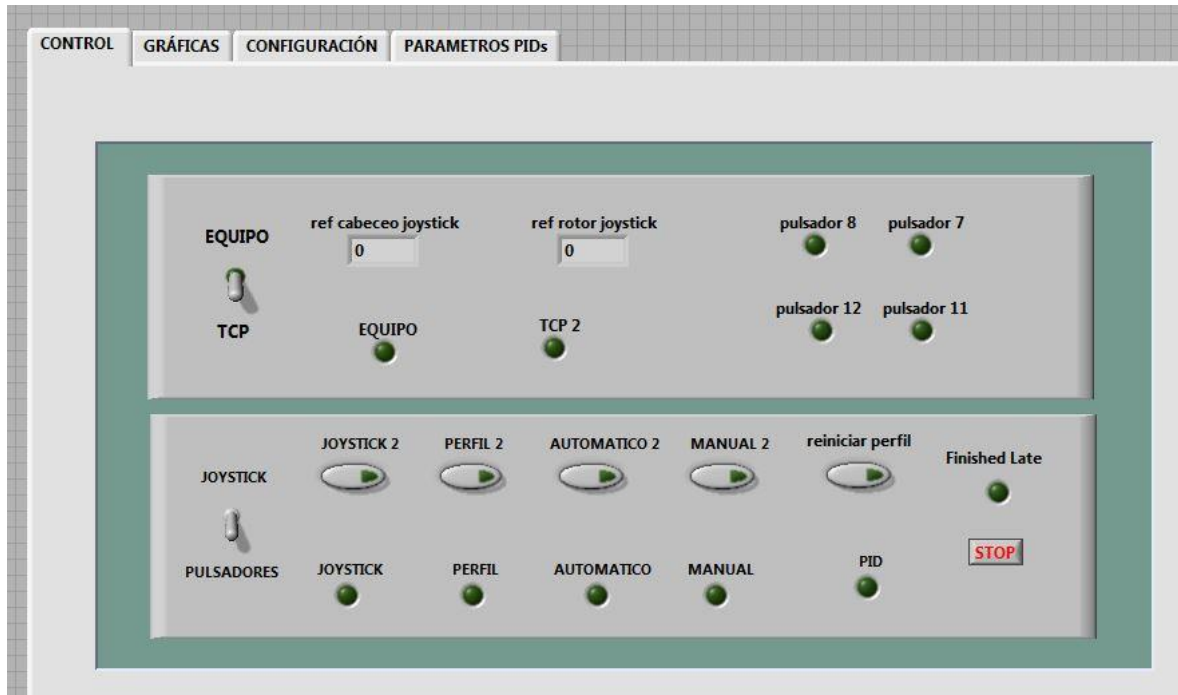 CONTROL GRÁFICAS CONFIGURACIÓN PARAMETROS PIDs
ref cabeceo joystick ref rotor joystick pulsador 8 pulsador 7
EQUIPO
0 0
pulsador 12 pulsador 11
TCP EQUIPO TCP 2
JOYSTICK 2 PERFIL 2 AUTOMATICO 2 MANUAL 2 reiniciar perfil
Finished Late
JOYSTICK
STOP
PULSADORES JOYSTICK PERFIL AUTOMATICO MANUAL PID